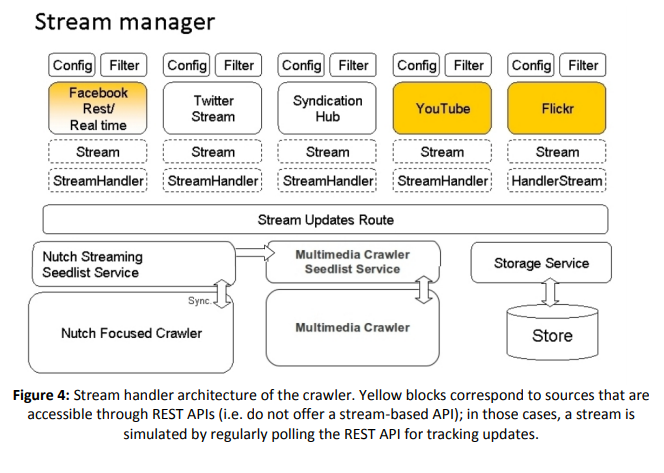 Stream manager
Config Filter Config Filter Config Filter Config Filter Config Filter
Facebook
Rest/
Real time
Twitter
Stream
Syndication
Hub
YouTube
Flickr
Stream Stream Stream Stream Stream
StreamHandler StreamHandler StreamHandler StreamHandler HandlerStream
Stream Updates Route
Nutch Streaming
Seedlist Service
Multimedia Crawler
Seedlist Service
Storage Service
Sync.
Nutch Focused Crawler
Multimedia Crawler
Store
Figure 4: Stream handler architecture of the crawler. Yellow blocks correspond to sources that are
accessible through REST APIs (i.e. do not offer a stream-based API); in those cases, a stream is
simulated by regularly polling the REST API for tracking updates.